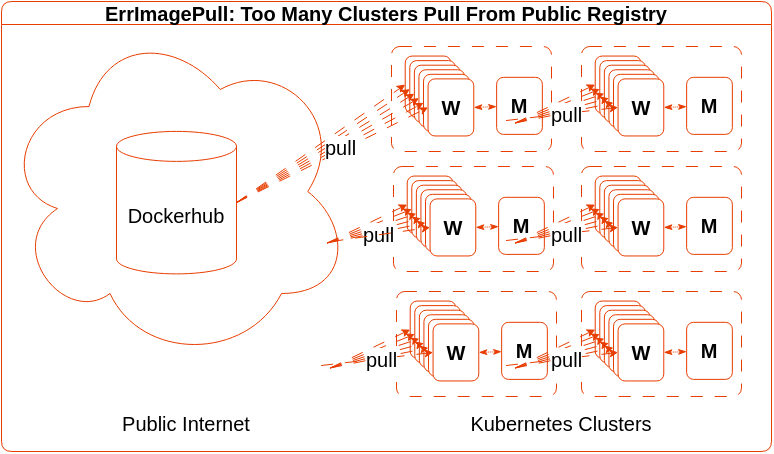 ErrImagePull: Too Many Clusters Pull From Public Registry
W
M
W
M
pull
pull
Dockerhub
W
M
W
M
pull
pull
W
M
W
M
pull
pull
Public Internet
Kubernetes Clusters